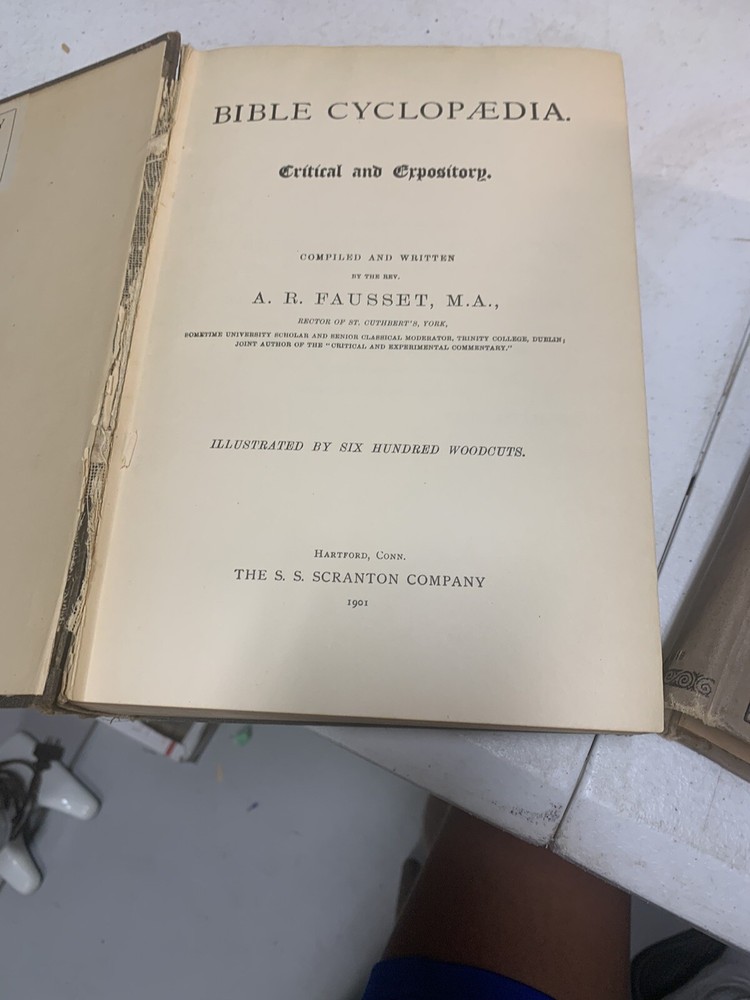 BIBLE CYCLOPÆDIA.
Critical and Expository.
COMPILED AND WRITTEN
BY THE REV.
A. R. FAUSSET, M.A.,
RECTOR OF ST. CUTHBERT'S, YORK,
SOMETIME UNIVERSITY SCHOLAR AND SENIOR CLASSICAL MODERATOR, TRINITY COLLEGE, DUBLIN;
JOINT AUTHOR OF THE "CRITICAL AND EXPERIMENTAL COMMENTARY."
ILLUSTRATED BY SIX HUNDRED WOODCUTS.
HARTFORD, CONN.
THE S. S. SCRANTON COMPANY
1901